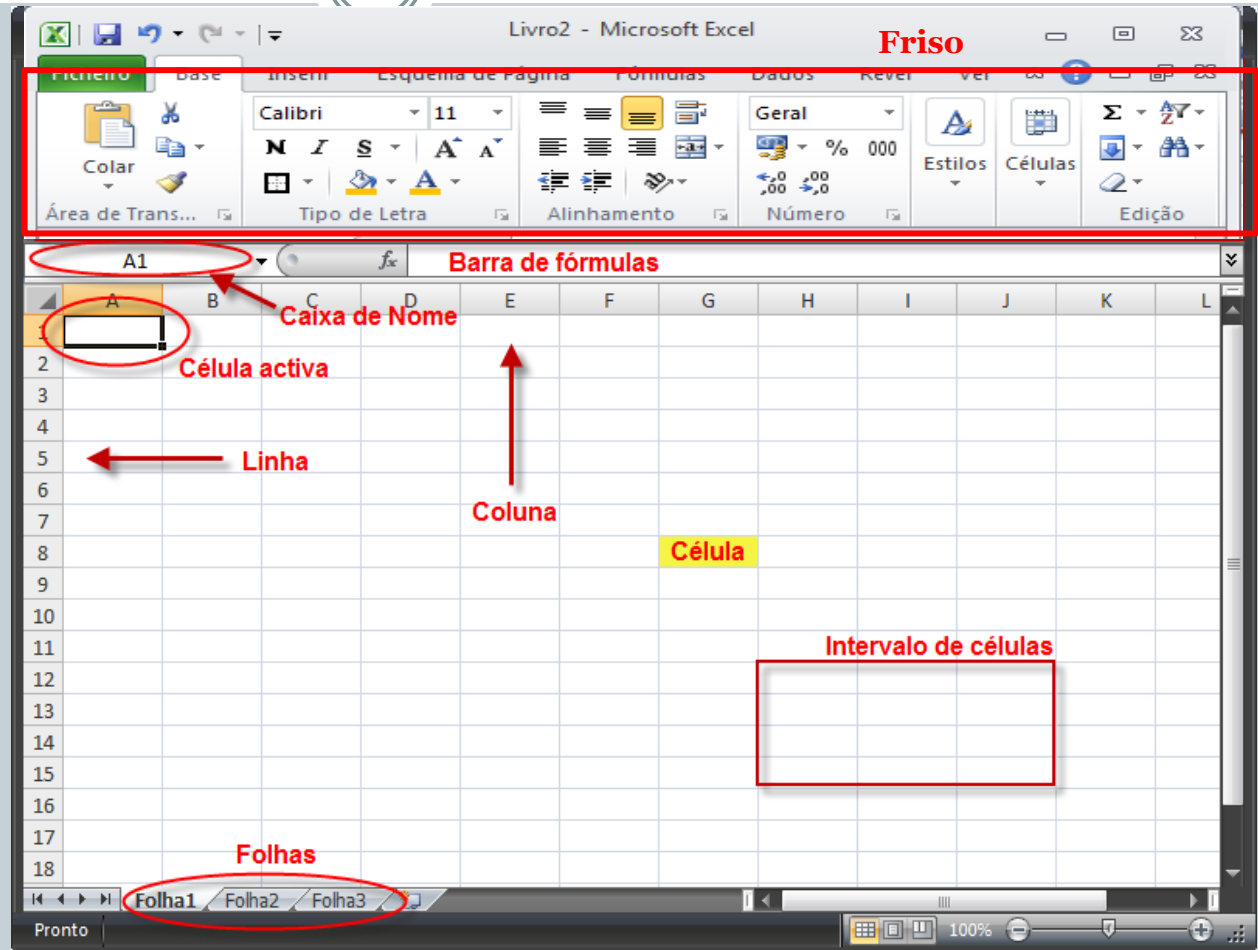 Livro2 - Microsoft Excel
Friso
Ficheiro Base Inserir Esquema de Página Fórmulas Dados Rever Ver
Calibri 11 Geral
N I S A A % 000
Colar Estilos Células
A
Área de Trans... Tipo de Letra Alinhamento Número Edição
A1 fx Barra de fórmulas
A B C D E F G H I J K L
Caixa de Nome
1
2 Célula activa
3
4
5 Linha
6
7 Coluna
8 Célula
9
10
11 Intervalo de células
12
13
14
15
16
17
Folhas
18
Folha1 Folha2 Folha3
Pronto 100%